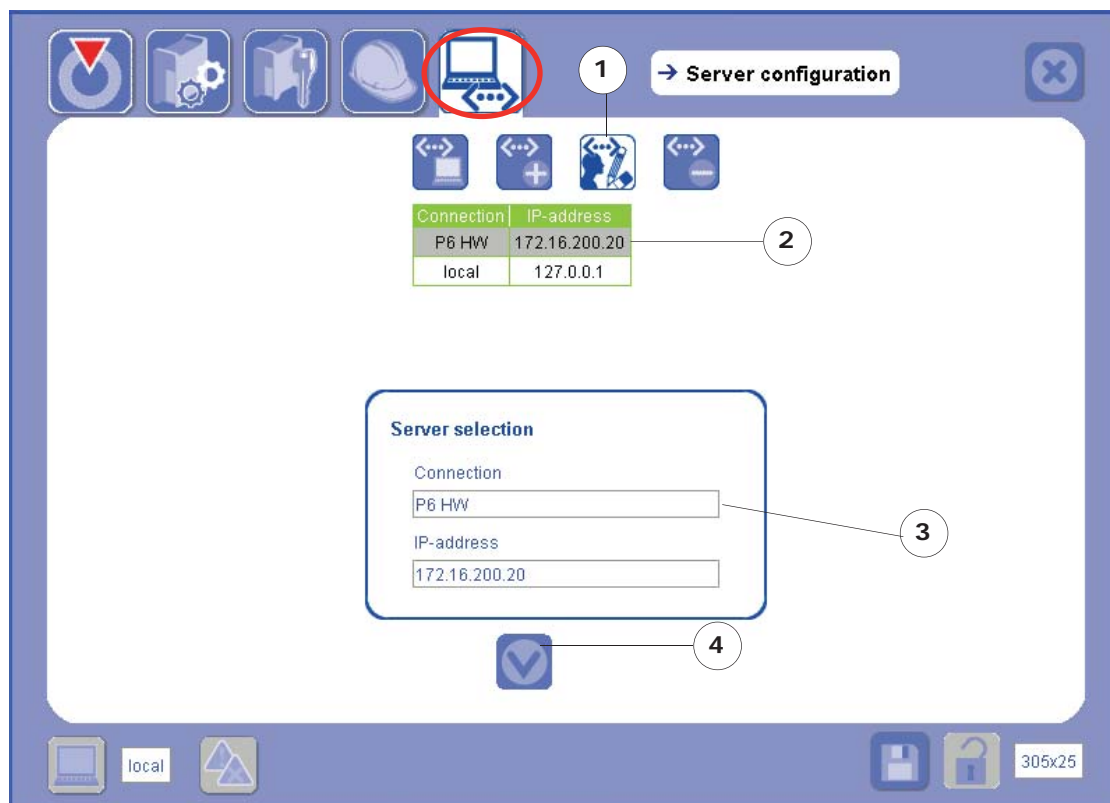 1
→ Server configuration
Connection IP-address
P6 HW 172.16.200.20
2
local 127.0.0.1
Server selection
Connection
P6 HW
3
IP-address
172.16.200.20
4
local
305x25